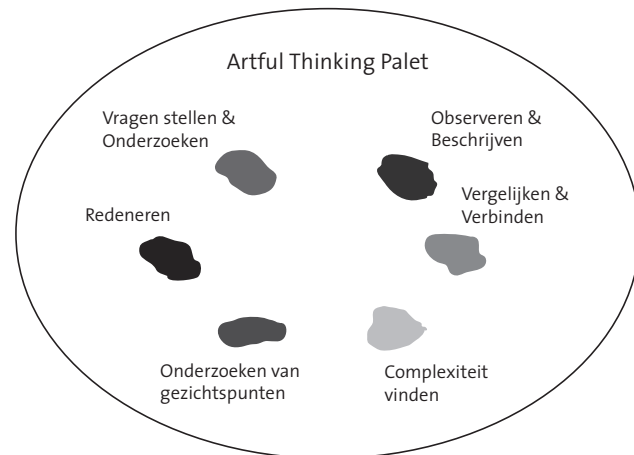 Artful Thinking Palet
Vragen stellen &
Onderzoeken
Observeren &
Beschrijven
Redeneren
Vergelijken &
Verbinden
Onderzoeken van
gezichtspunten
Complexiteit
vinden